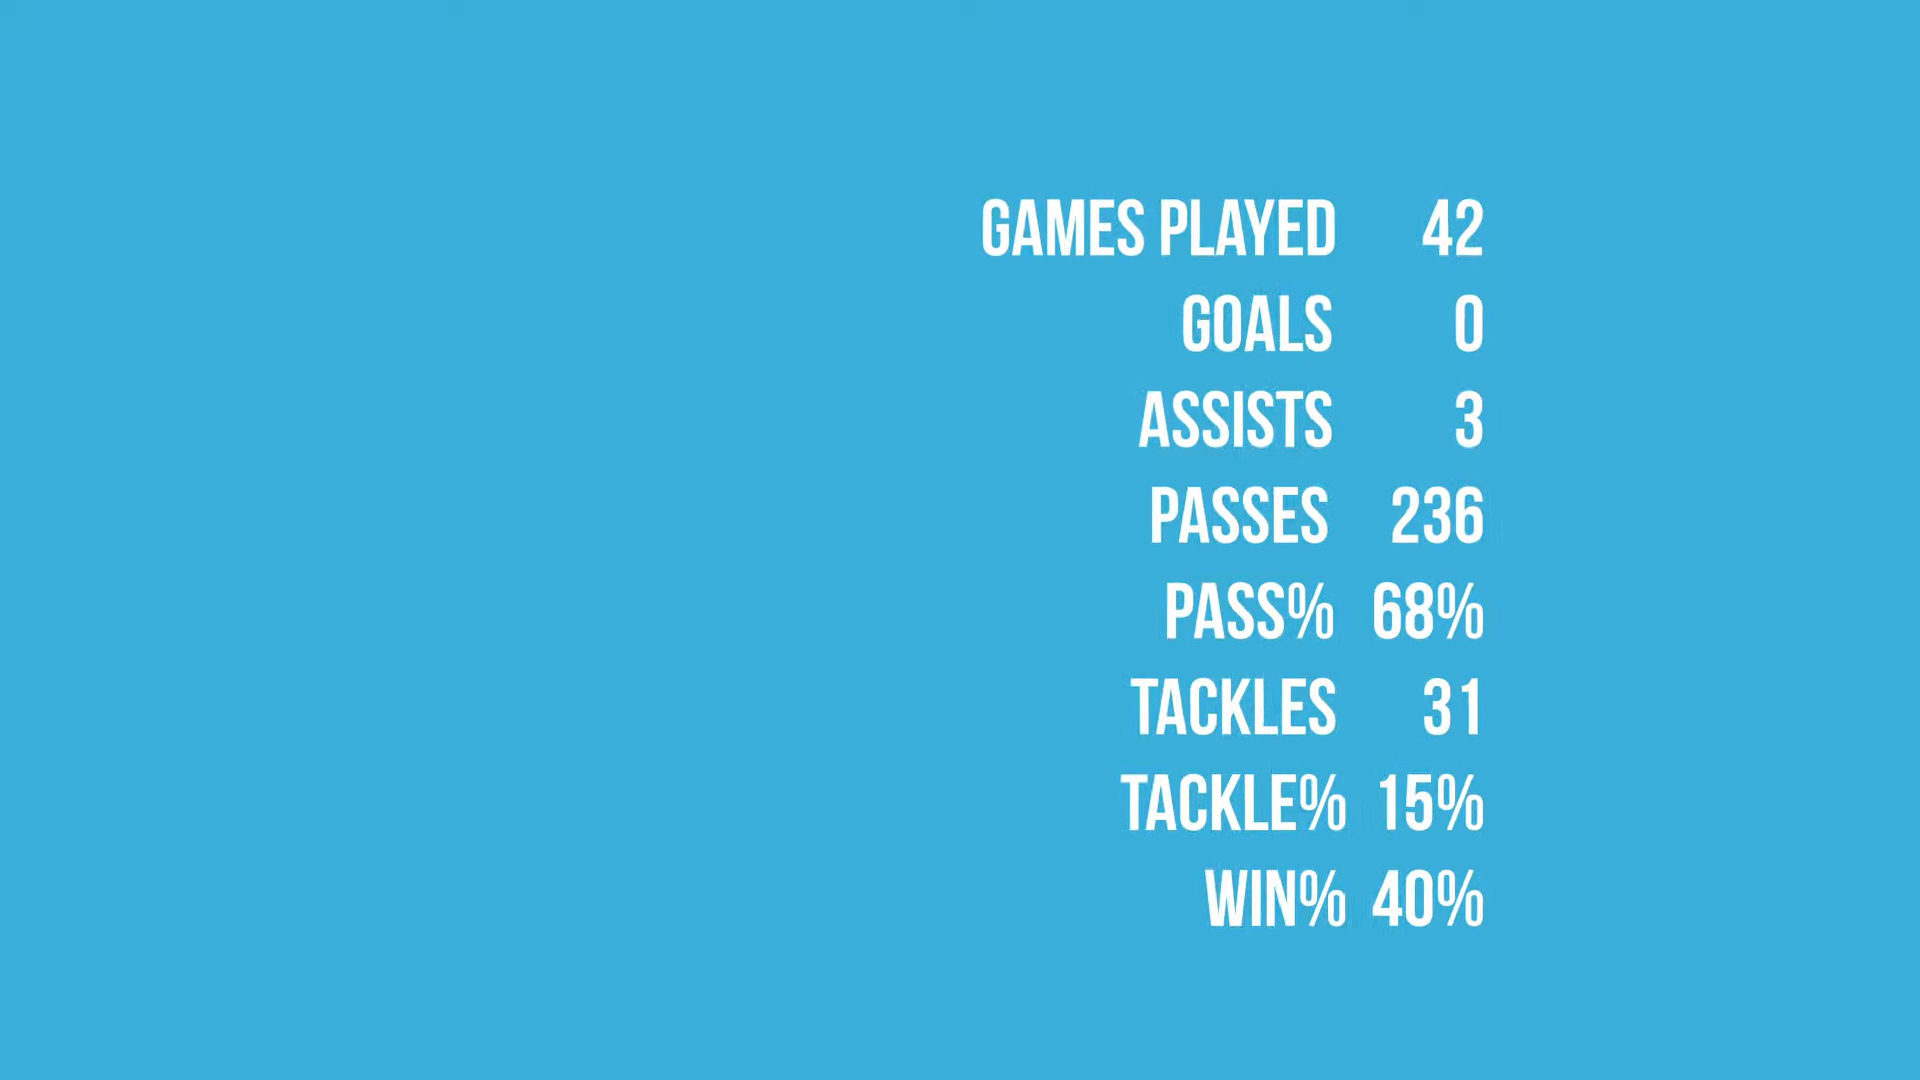 GAMES PLAYED 42
GOALS 0
ASSISTS 3
PASSES 236
PASS% 68%
TACKLES 31
TACKLE% 15%
WIN% 40%